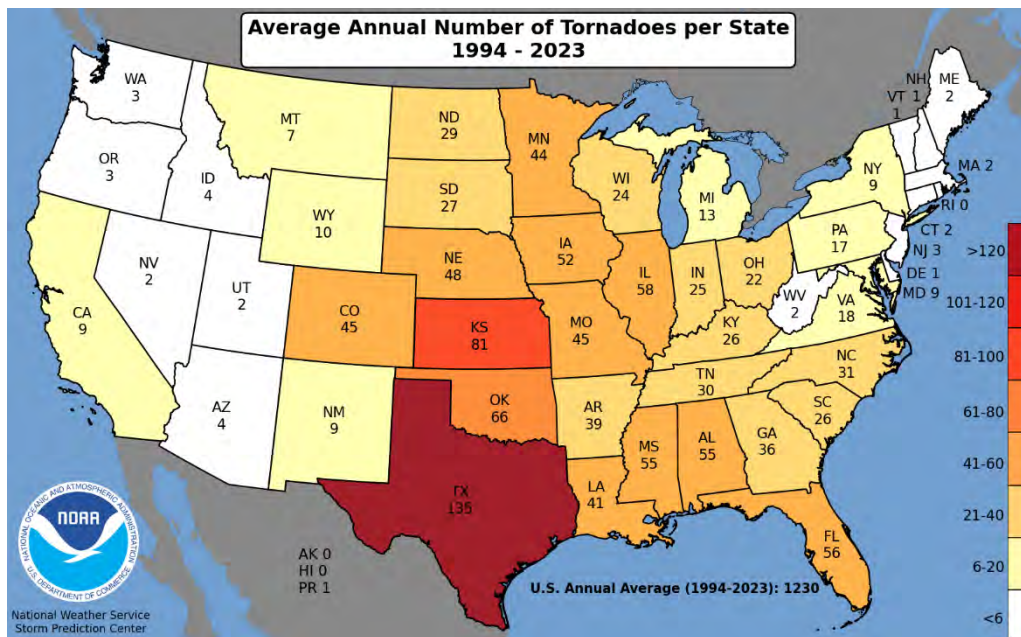 Average Annual Number of Tornadoes per State
1994 - 2023
WA
3
OR
3
CA
9
NV
2
ID
4
UT
2
AZ
4
MT
7
WY
10
CO
45
NM
9
ND
29
SD
27
NE
48
KS
81
OK
66
TX
135
MN
44
IA
52
MO
45
AR
39
LA
41
WI
24
IL
58
MS
55
MI
13
IN
25
KY
26
TN
30
AL
55
OH
22
GA
36
FL
56
SC
26
NC
31
VA
18
WV
2
PA
17
NY
9
VT
1
NH
1
ME
2
MA 2
RI 0
CT 2
NJ 3
DE 1
MD 9
>120
101-120
81-100
61-80
41-60
21-40
6-20
<6
AK 0
HI 0
PR 1
U.S. Annual Average (1994-2023): 1230
NATIONAL OCEANIC AND ATMOSPHERIC ADMINISTRATION
NOAA
U.S. DEPARTMENT OF COMMERCE
National Weather Service
Storm Prediction Center